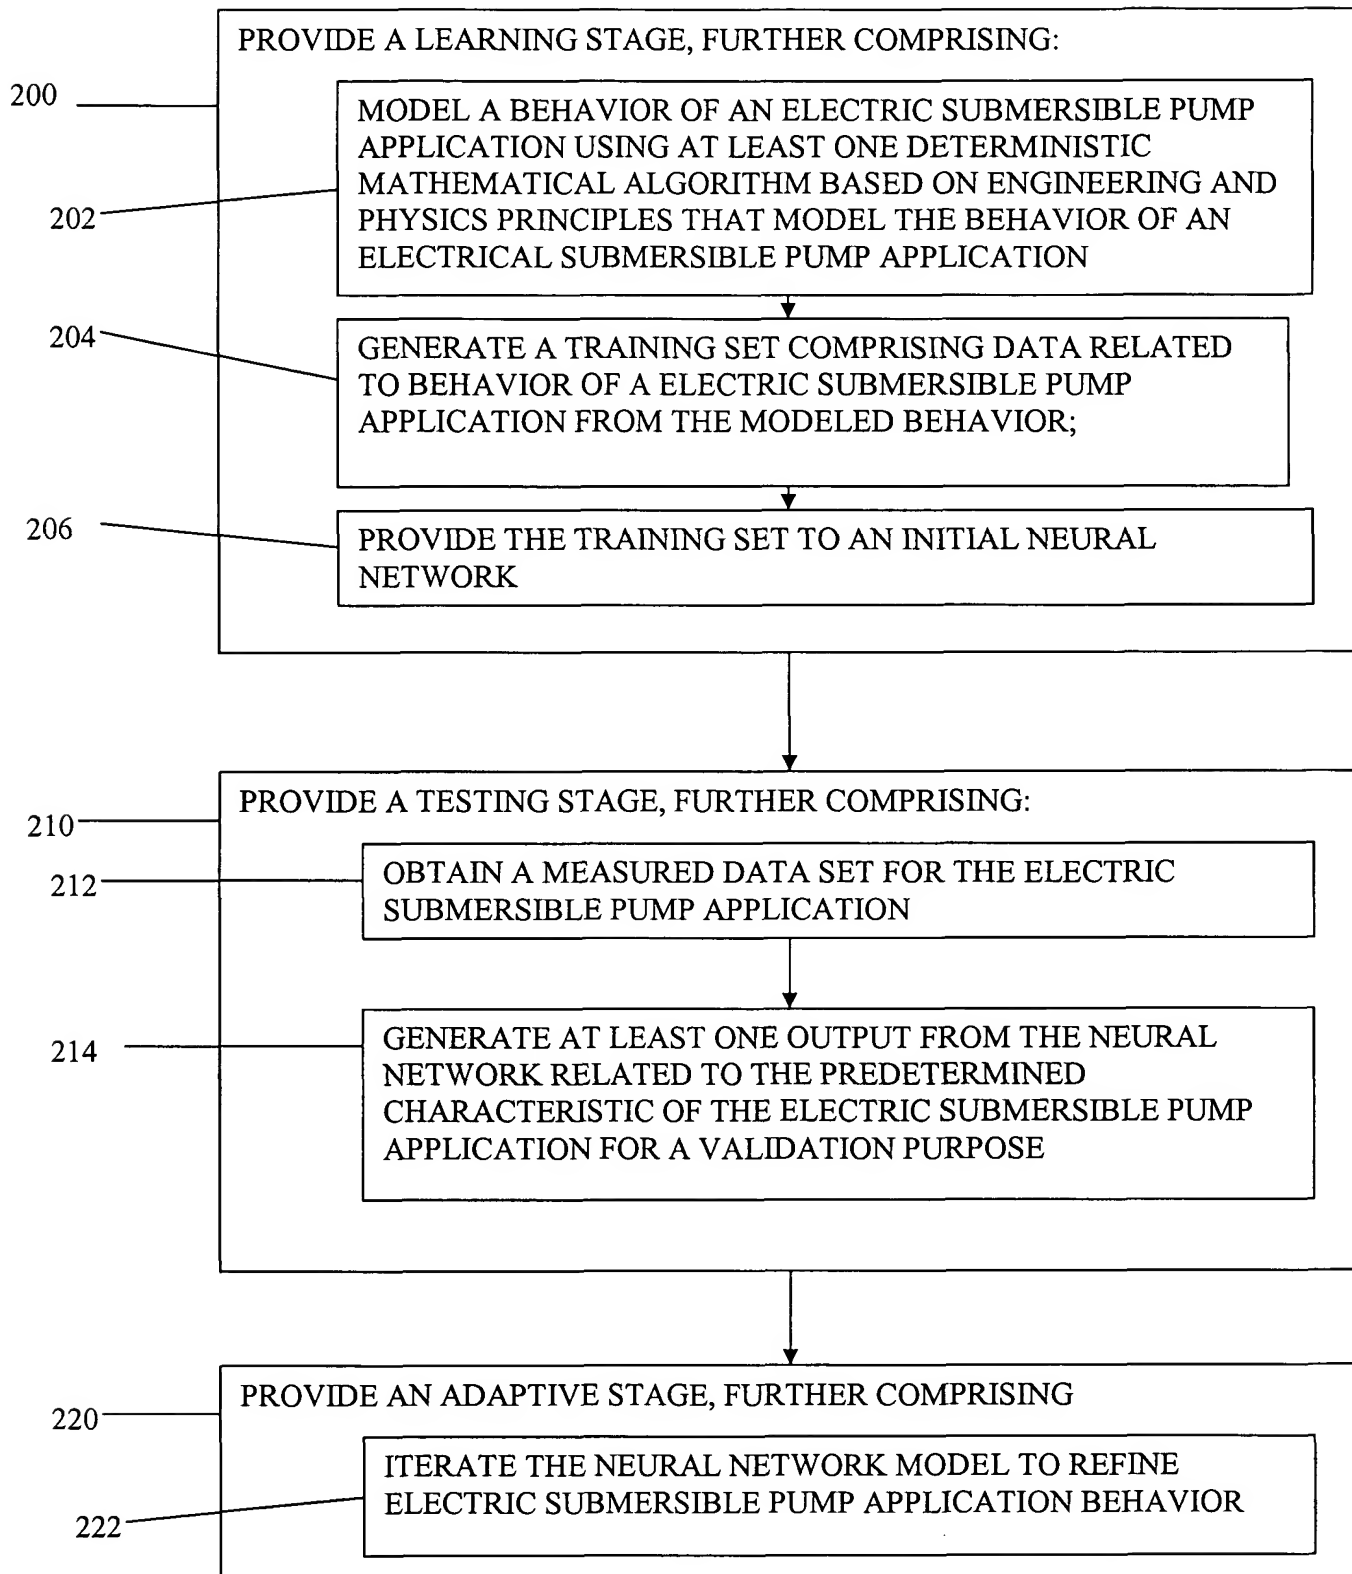 PROVIDE A LEARNING STAGE, FURTHER COMPRISING:
200
MODEL A BEHAVIOR OF AN ELECTRIC SUBMERSIBLE PUMP
APPLICATION USING AT LEAST ONE DETERMINISTIC
MATHEMATICAL ALGORITHM BASED ON ENGINEERING AND
PHYSICS PRINCIPLES THAT MODEL THE BEHAVIOR OF AN
ELECTRICAL SUBMERSIBLE PUMP APPLICATION
202
204
GENERATE A TRAINING SET COMPRISING DATA RELATED
TO BEHAVIOR OF A ELECTRIC SUBMERSIBLE PUMP
APPLICATION FROM THE MODELED BEHAVIOR;
206
PROVIDE THE TRAINING SET TO AN INITIAL NEURAL
NETWORK
PROVIDE A TESTING STAGE, FURTHER COMPRISING:
210
212
OBTAIN A MEASURED DATA SET FOR THE ELECTRIC
SUBMERSIBLE PUMP APPLICATION
214
GENERATE AT LEAST ONE OUTPUT FROM THE NEURAL
NETWORK RELATED TO THE PREDETERMINED
CHARACTERISTIC OF THE ELECTRIC SUBMERSIBLE PUMP
APPLICATION FOR A VALIDATION PURPOSE
PROVIDE AN ADAPTIVE STAGE, FURTHER COMPRISING
220
ITERATE THE NEURAL NETWORK MODEL TO REFINE
ELECTRIC SUBMERSIBLE PUMP APPLICATION BEHAVIOR
222